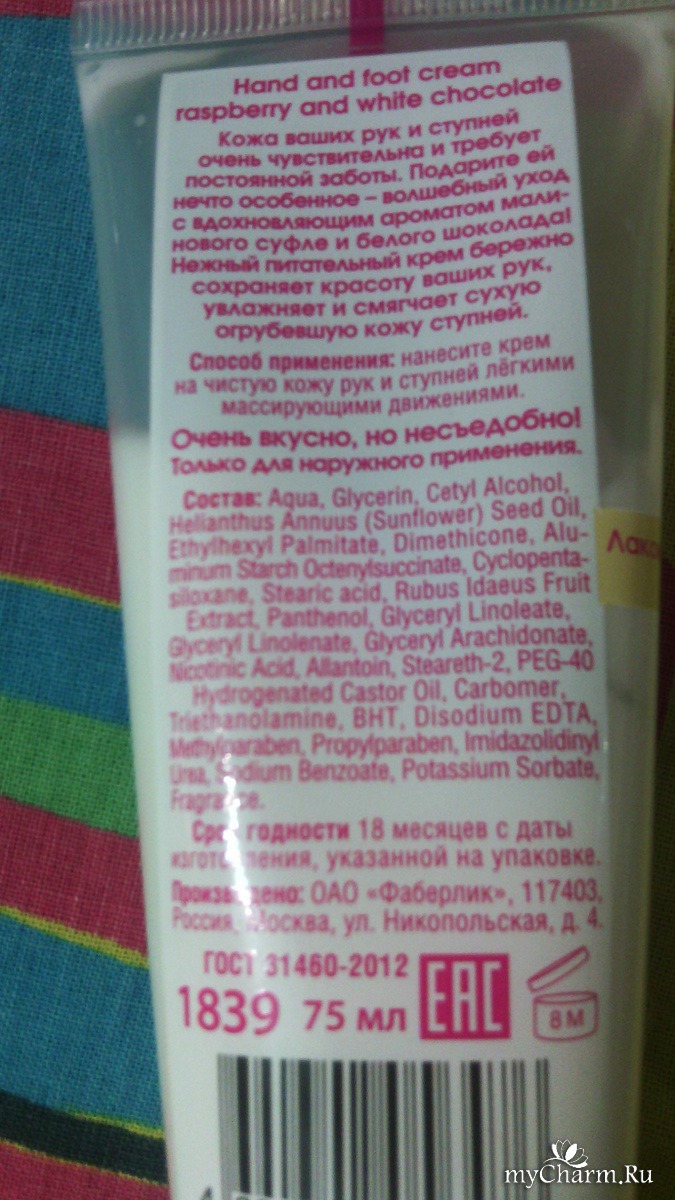 Hand and foot cream
raspberry and white chocolate
Кожа ваших рук и ступней
очень чувствительна и требует
постоянной заботы. Подарите ей
нечто особенное – волшебный уход
с вдохновляющим ароматом мали-
нового суфле и белого шоколада!
Нежный питательный крем бережно
сохраняет красоту ваших рук,
увлажняет и смягчает сухую
огрубевшую кожу ступней.
Способ применения: нанесите крем
на чистую кожу рук и ступней лёгкими
массирующими движениями.
Очень вкусно, но несъедобно!
Только для наружного применения.
Состав: Aqua, Glycerin, Cetyl Alcohol,
Helianthus Annuus (Sunflower) Seed Oil,
Ethylhexyl Palmitate, Dimethicone, Alu-
minum Starch Octenylsuccinate, Cyclopenta-
siloxane, Stearic acid, Rubus Idaeus Fruit
Extract, Panthenol, Glyceryl Linoleate,
Glyceryl Linolenate, Glyceryl Arachidonate,
Nicotinic Acid, Allantoin, Steareth-2, PEG-40
Hydrogenated Castor Oil, Carbomer,
Triethanolamine, BHT, Disodium EDTA,
Methylparaben, Propylparaben, Imidazolidinyl
Urea, Sodium Benzoate, Potassium Sorbate,
Fragrance.
Срок годности 18 месяцев с даты
изготовления, указанной на упаковке.
Произведено: ОАО «Фаберлик», 117403,
Россия, Москва, ул. Никопольская, д. 4.
ГОСТ 31460-2012
1839 75 мл EAC 8 M
Лако
myCharm.Ru